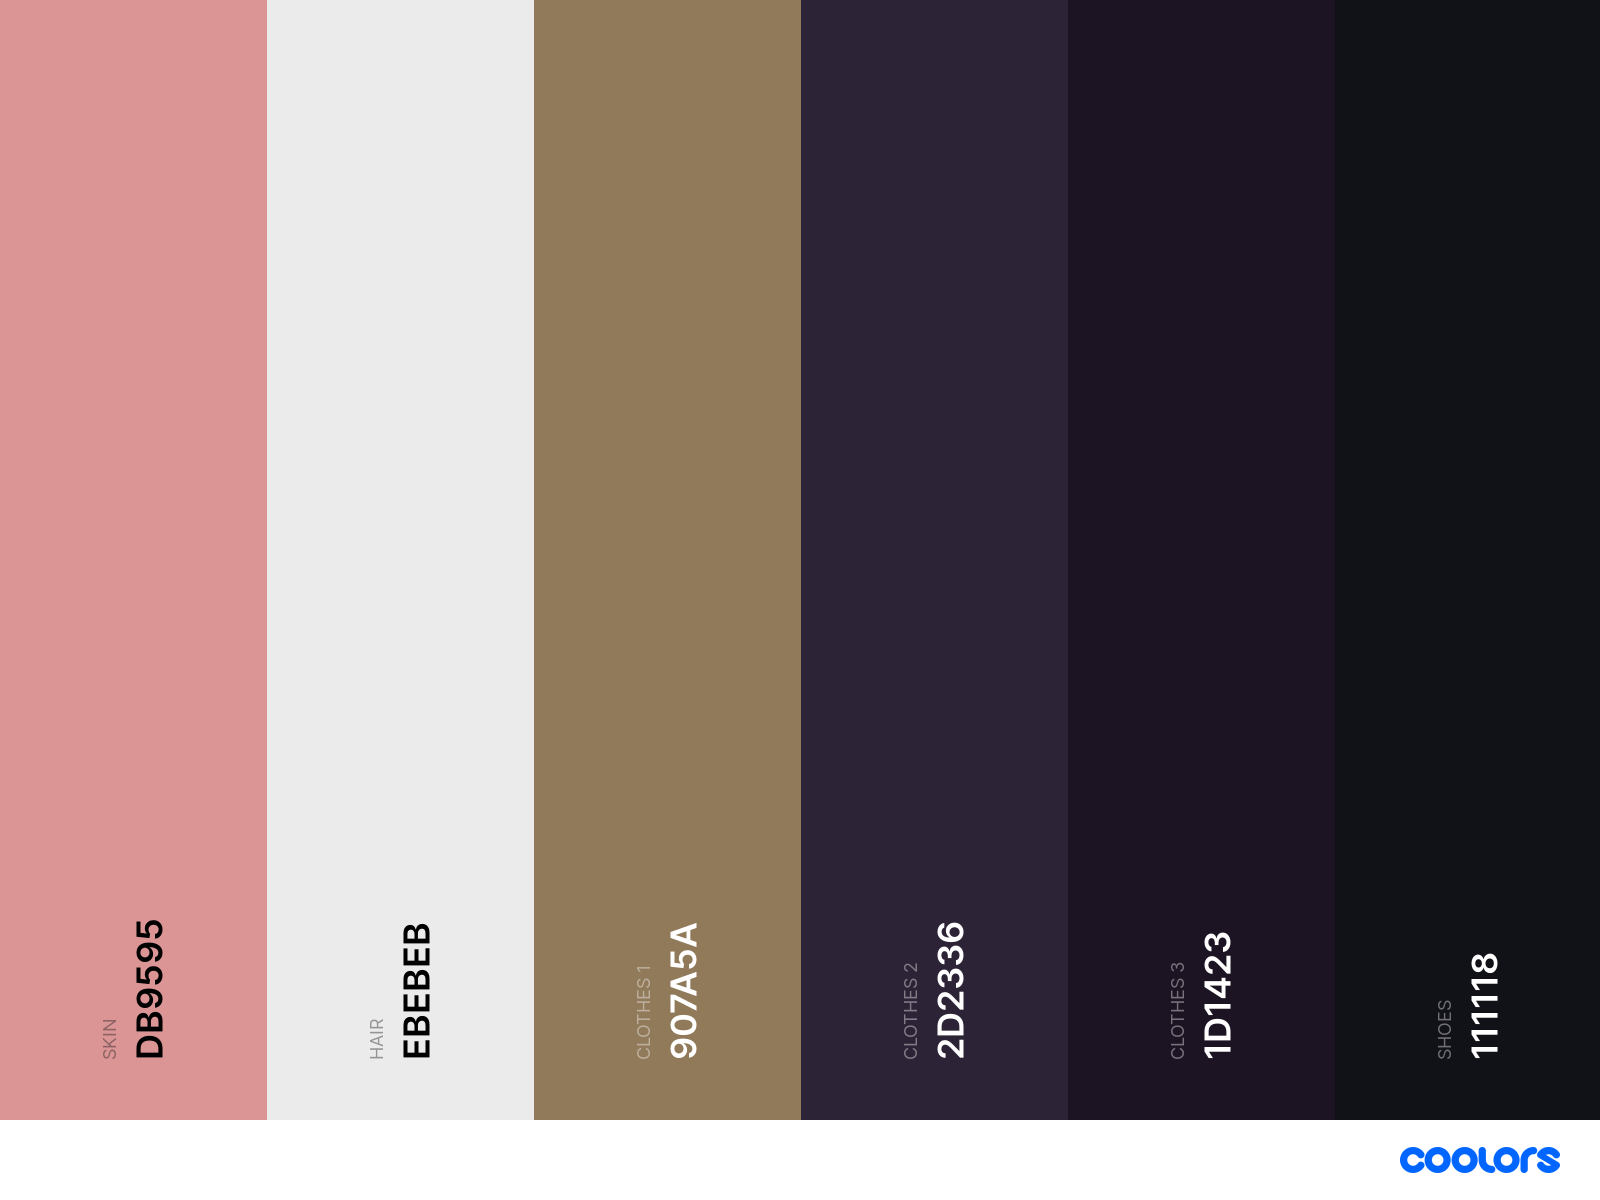 SKIN
DB9595
HAIR
EBEBEB
CLOTHES 1
907A5A
CLOTHES 2
2D2336
CLOTHES 3
1D1423
SHOES
111118
coolors